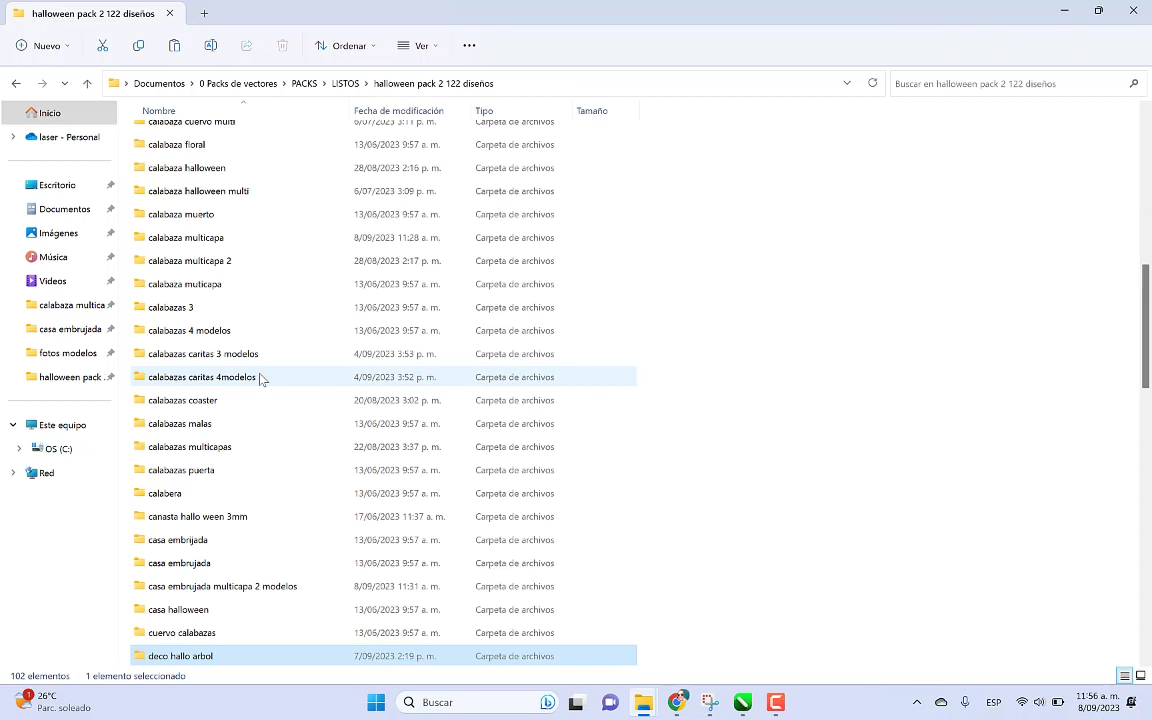 halloween pack 2 122 diseños
Nuevo
Ordenar
Ver
Documentos > 0 Packs de vectores > PACKS > LISTOS > halloween pack 2 122 diseños
Buscar en halloween pack 2 122 diseños
Nombre Fecha de modificación Tipo Tamaño
calabaza cuervo multi 6/07/2023 3:11 p. m. Carpeta de archivos
calabaza floral 13/06/2023 9:57 a. m. Carpeta de archivos
calabaza halloween 28/08/2023 2:16 p. m. Carpeta de archivos
calabaza halloween multi 6/07/2023 3:09 p. m. Carpeta de archivos
calabaza muerto 13/06/2023 9:57 a. m. Carpeta de archivos
calabaza multicapa 8/09/2023 11:28 a. m. Carpeta de archivos
calabaza multicapa 2 28/08/2023 2:17 p. m. Carpeta de archivos
calabaza muticapa 13/06/2023 9:57 a. m. Carpeta de archivos
calabazas 3 13/06/2023 9:57 a. m. Carpeta de archivos
calabazas 4 modelos 13/06/2023 9:57 a. m. Carpeta de archivos
calabazas caritas 3 modelos 4/09/2023 3:53 p. m. Carpeta de archivos
calabazas caritas 4modelos 4/09/2023 3:52 p. m. Carpeta de archivos
calabazas coaster 20/08/2023 3:02 p. m. Carpeta de archivos
calabazas malas 13/06/2023 9:57 a. m. Carpeta de archivos
calabazas multicapas 22/08/2023 3:37 p. m. Carpeta de archivos
calabazas puerta 13/06/2023 9:57 a. m. Carpeta de archivos
calabera 13/06/2023 9:57 a. m. Carpeta de archivos
canasta hallo ween 3mm 17/06/2023 11:37 a. m. Carpeta de archivos
casa embrijada 13/06/2023 9:57 a. m. Carpeta de archivos
casa embrujada 13/06/2023 9:57 a. m. Carpeta de archivos
casa embrujada multicapa 2 modelos 8/09/2023 11:31 a. m. Carpeta de archivos
casa halloween 13/06/2023 9:57 a. m. Carpeta de archivos
cuervo calabazas 13/06/2023 9:57 a. m. Carpeta de archivos
deco hallo arbol 7/09/2023 2:19 p. m. Carpeta de archivos
Inicio
laser - Personal
Escritorio
Documentos
Imágenes
Música
Videos
calabaza multica
casa embrujada
fotos modelos
halloween pack .
Este equipo
OS (C:)
Red
102 elementos 1 elemento seleccionado
1
26°C
Parc. soleado
Buscar
ESP
11:56 a. m.
8/09/2023